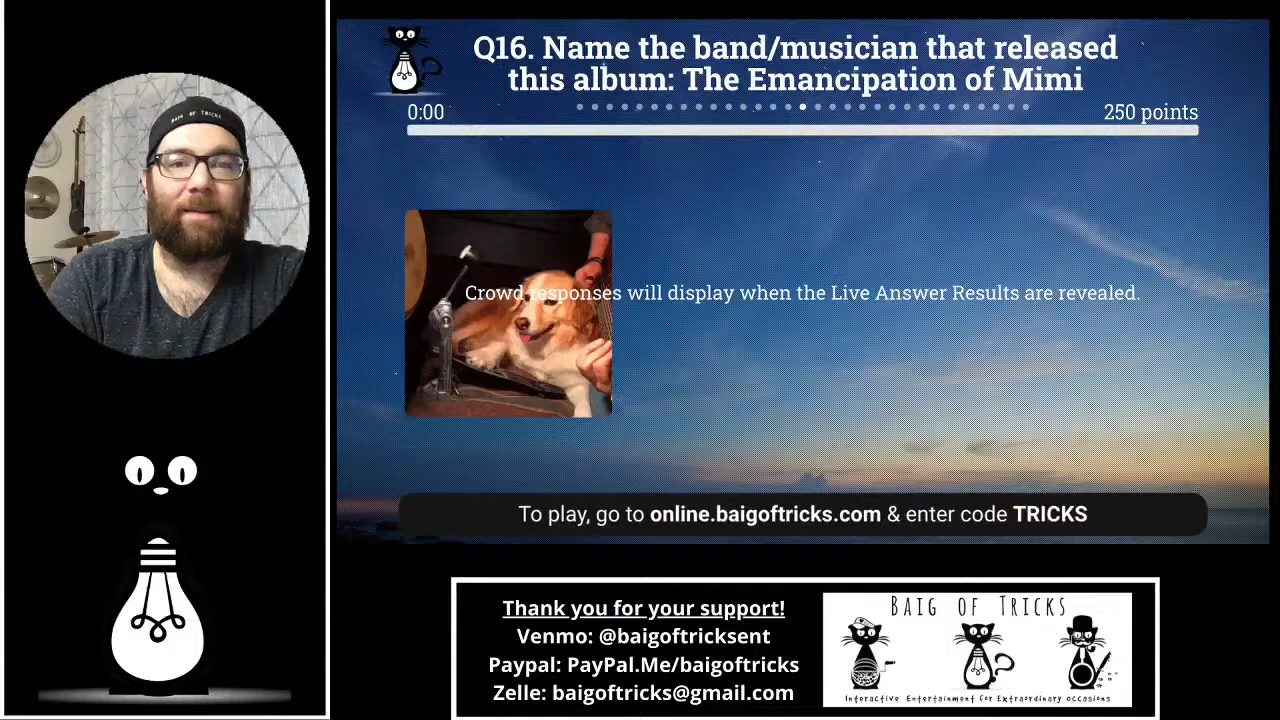 BAIG OF TRICKS
Q16. Name the band/musician that released
this album: The Emancipation of Mimi
0:00
250 points
Crowd responses will display when the Live Answer Results are revealed
To play, go to online.baigoftricks.com & enter code TRICKS
Thank you for your support!
Venmo: @baigoftricksent
Paypal: PayPal.Me/baigoftricks
Zelle: baigoftricks@gmail.com
BAIG OF TRICKS
Interactive Entertainment for Extraordinary Occasions